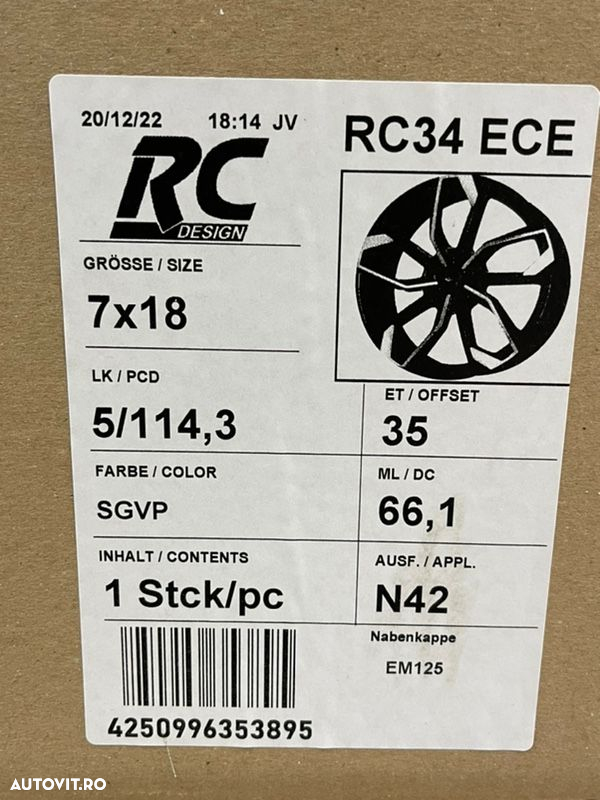 20/12/22 18:14 JV
RC34 ECE
RC
DESIGN
GRÖSSE / SIZE
7x18
LK / PCD
5/114,3
ET / OFFSET
35
FARBE / COLOR
SGVP
ML / DC
66,1
INHALT / CONTENTS
1 Stck/pc
AUSF. / APPL.
N42
Nabenkappe
EM125
4250996353895
AUTOVIT.RO